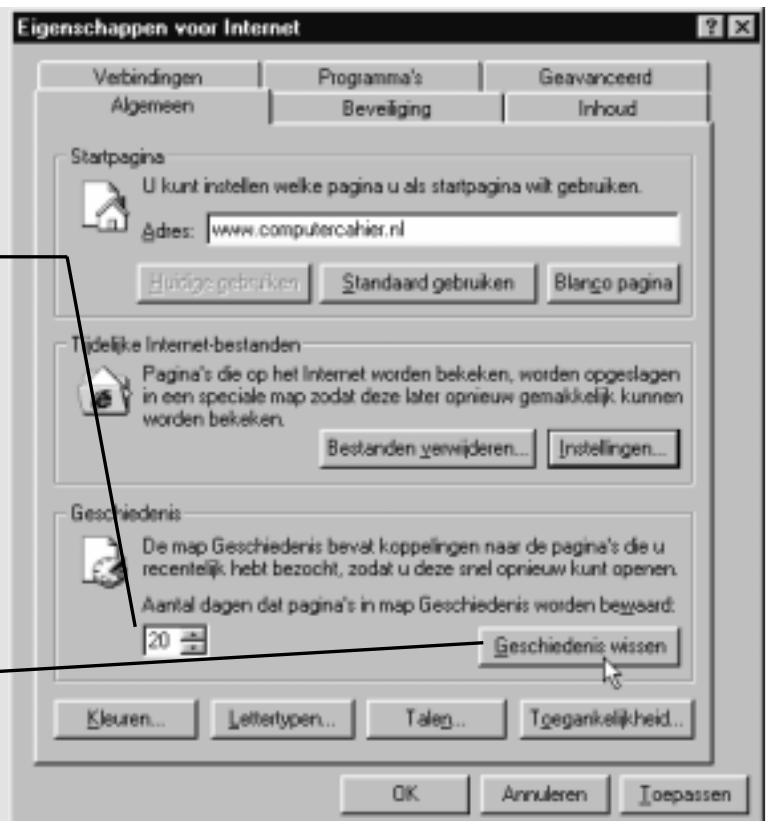 Eigenschappen voor Internet
Verbindingen Programma's Geavanceerd
Algemeen Beveiliging Inhoud
Startpagina
U kunt instellen welke pagina u als startpagina wilt gebruiken.
Adres: www.computercahier.nl
Huidige gebruiken Standaard gebruiken Blanco pagina
Tijdelijke Internet-bestanden
Pagina's die op het Internet worden bekeken, worden opgeslagen
in een speciale map zodat deze later opnieuw gemakkelijk kunnen
worden bekeken.
Bestanden verwijderen... Instellingen...
Geschiedenis
De map Geschiedenis bevat koppelingen naar de pagina's die u
recentelijk hebt bezocht, zodat u deze snel opnieuw kunt openen.
Aantal dagen dat pagina's in map Geschiedenis worden bewaard:
20 Geschiedenis wissen
Kleuren... Lettertypen... Talen... Toegankelijkheid...
OK Annuleren Toepassen